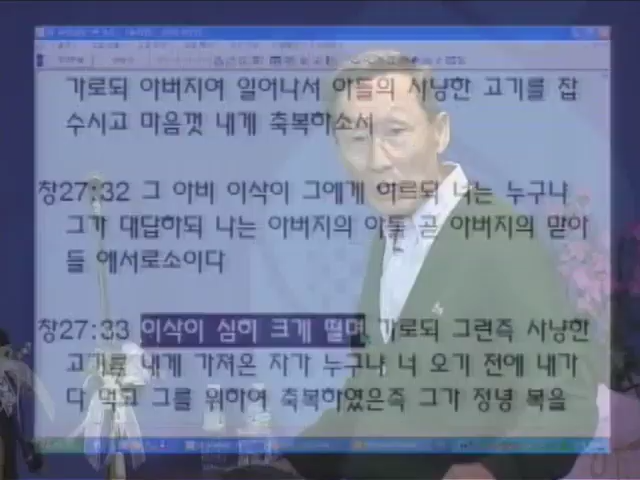 가로되 아버지여 일어나서 아들의 사냥한 고기를 잡
수시고 마음껏 내게 축복하소서
창27:32 그 아비 이삭이 그에게 이르되 너는 누구냐
그가 대답하되 나는 아버지의 아들 곧 아버지의 맏아
들 에서로소이다
창27:33 이삭이 심히 크게 떨며 가로되 그런즉 사냥한
고기를 내게 가져온 자가 누구냐 너 오기 전에 내가
다 먹고 그를 위하여 축복하였은즉 그가 정녕 복을